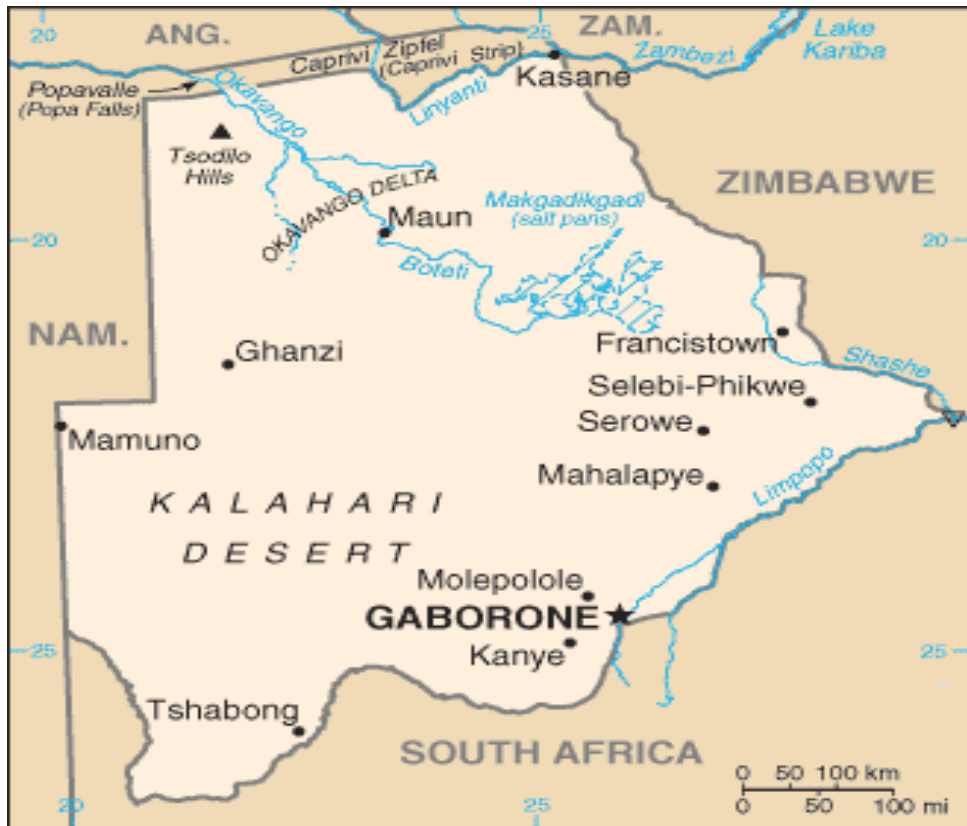 20
ANG.
25
ZAM.
Lake
Kariba
Caprivi Zipfel
(Caprivi Strip)
Zambezi
Kasane
Popavalle
(Popa Falls)
Okavango
Linyanti
Tsodilo
Hills
ZIMBABWE
OKAVANGO DELTA
Makgadikgadi
(salt pans)
Maun
20
20
Boteti
NAM.
Ghanzi
Francistown
Shashe
Selebi-Phikwe
Mamuno
Serowe
Mahalapye
Limpopo
KALAHARI
DESERT
Molepolole
GABORONE
Kanye
25
25
Tshabong
SOUTH AFRICA
0 50 100 km
0 50 100 mi
20
25